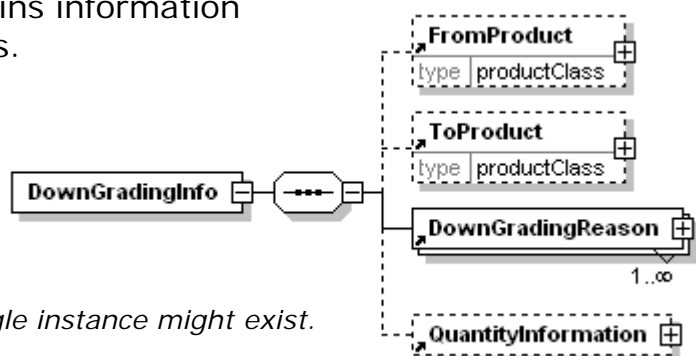 ins information
s.
FromProduct
type productClass
ToProduct
type productClass
DownGradingInfo
DownGradingReason
1..∞
gle instance might exist.
QuantityInformation